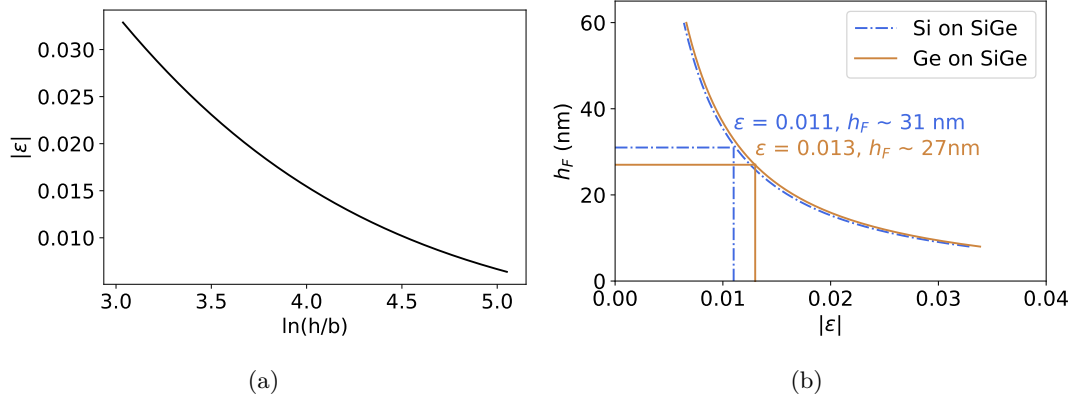 0.030
0.025
0.020
0.015
0.010
|ε|
3.0 3.5 4.0 4.5 5.0
ln(h/b)
(a)
60
40
20
0
h_F (nm)
Si on SiGe
Ge on SiGe
ε = 0.011, h_F ~ 31 nm
ε = 0.013, h_F ~ 27nm
0.00 0.01 0.02 0.03 0.04
|ε|
(b)